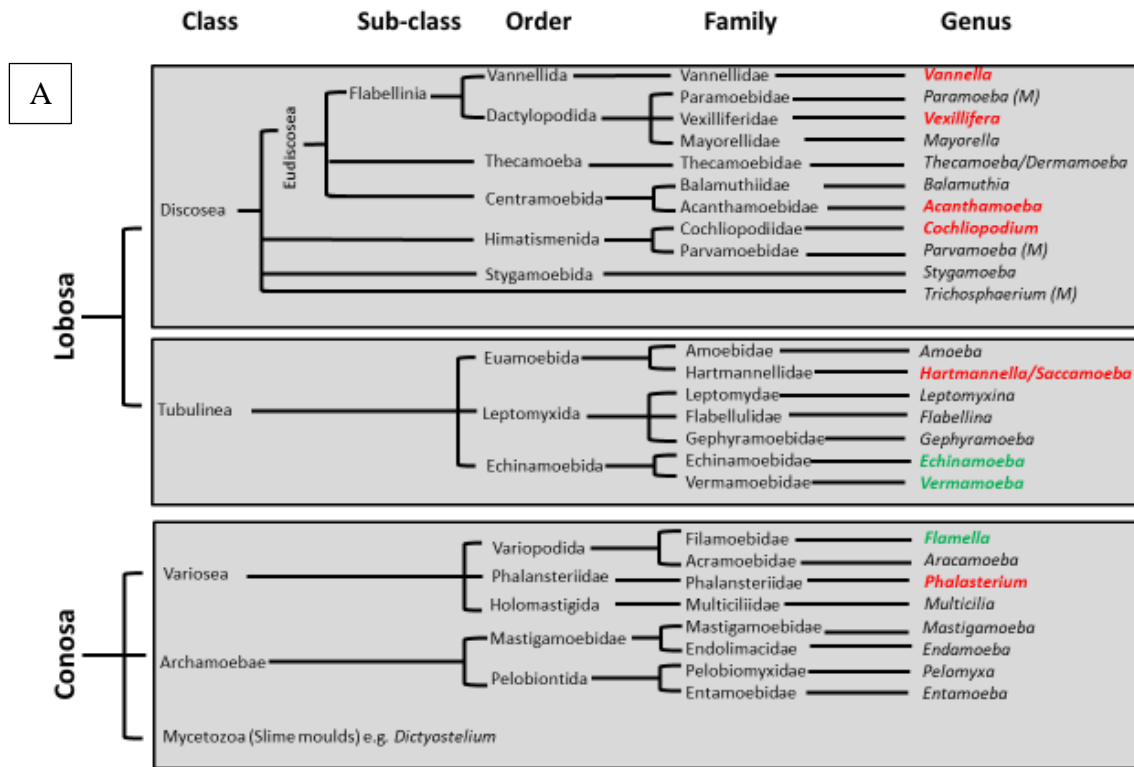 Class Sub-class Order Family Genus
A
Vannellida Vannellidae Vannella
Flabellinia
Paramoebidae Paramoeba (M)
Dactylopodida Vexilliferidae Vexillifera
Mayorellidae Mayorella
Eudiscosea
Thecamoeba Thecamoebidae Thecamoeba/Dermamoeba
Balamuthiidae Balamuthia
Centramoebida
Acanthamoebidae Acanthamoeba
Discosea
Cochliopodiidae Cochliopodium
Himatismenida
Parvamoebidae Parvamoeba (M)
Stygamoebida Stygamoeba
Trichosphaerium (M)
Lobosa
Amoebidae Amoeba
Euamoebida
Hartmannellidae Hartmannella/Saccamoeba
Leptomydae Leptomyxina
Tubulinea Leptomyxida Flabellulidae Flabellina
Gephyramoebidae Gephyramoeba
Echinamoebidae Echinamoeba
Echinamoebida
Vermamoebidae Vermamoeba
Filamoebidae Flamella
Variopodida
Acramoebidae Aracamoeba
Variosea Phalansteriidae Phalansteriidae Phalasterium
Holomastigida Multiciliidae Multicilia
Conosa
Mastigamoebidae Mastigamoebidae Mastigamoeba
Endolimacidae Endamoeba
Archamoebae
Pelobiomyxidae Pelomyxa
Pelobiontida
Entamoebidae Entamoeba
Mycetozoa (Slime moulds) e.g. Dictyostelium